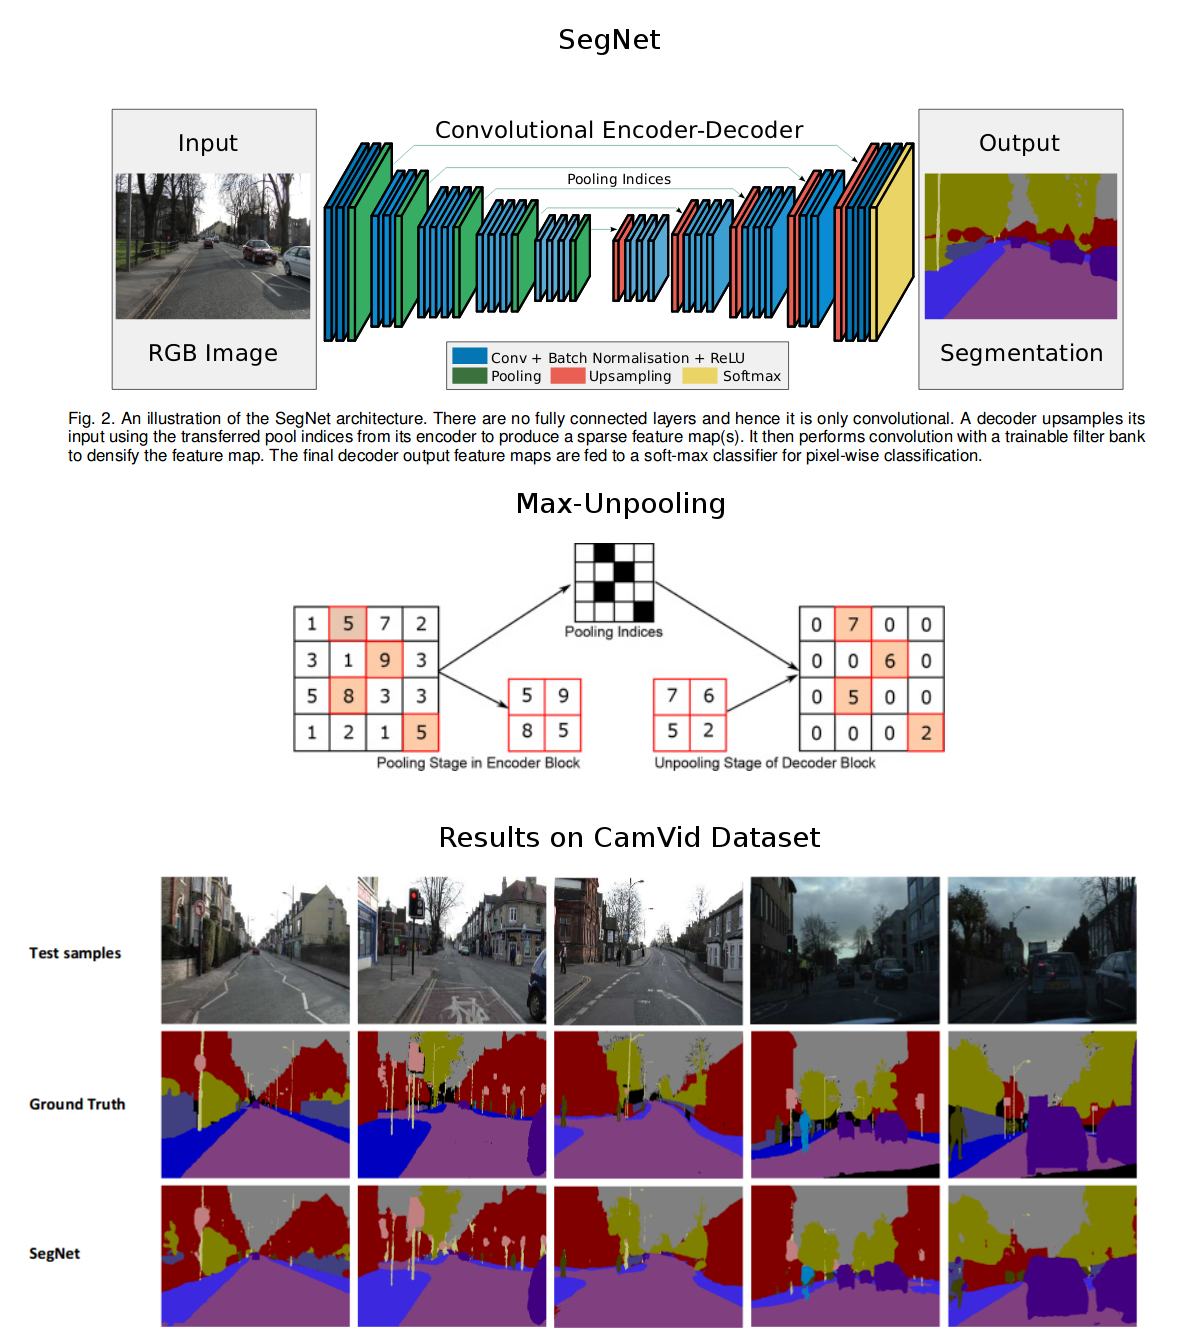 SegNet
Input
Convolutional Encoder-Decoder
Output
Pooling Indices
RGB Image
Segmentation
Conv + Batch Normalisation + ReLU
Pooling Upsampling Softmax
Fig. 2. An illustration of the SegNet architecture. There are no fully connected layers and hence it is only convolutional. A decoder upsamples its
input using the transferred pool indices from its encoder to produce a sparse feature map(s). It then performs convolution with a trainable filter bank
to densify the feature map. The final decoder output feature maps are fed to a soft-max classifier for pixel-wise classification.
Max-Unpooling
Pooling Indices
1 5 7 2
3 1 9 3
5 8 3 3
1 2 1 5
5 9
8 5
7 6
5 2
0 7 0 0
0 0 6 0
0 5 0 0
0 0 0 2
Pooling Stage in Encoder Block
Unpooling Stage of Decoder Block
Results on CamVid Dataset
Test samples
Ground Truth
SegNet